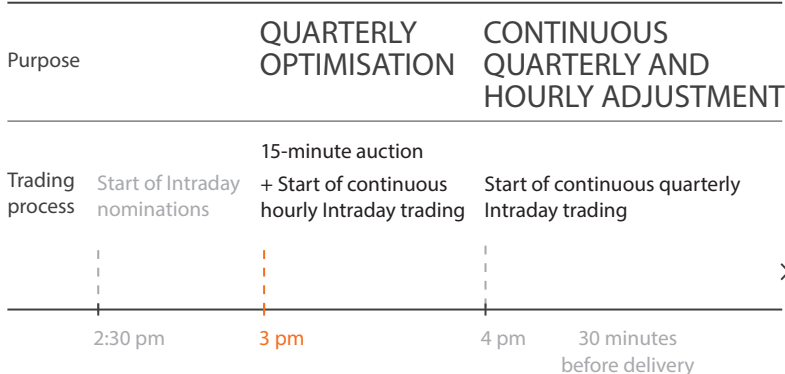 Purpose
QUARTERLY
OPTIMISATION
CONTINUOUS
QUARTERLY AND
HOURLY ADJUSTMENT
Trading
process
Start of Intraday
nominations
15-minute auction
+ Start of continuous
hourly Intraday trading
Start of continuous quarterly
Intraday trading
2:30 pm
3 pm
4 pm
30 minutes
before delivery